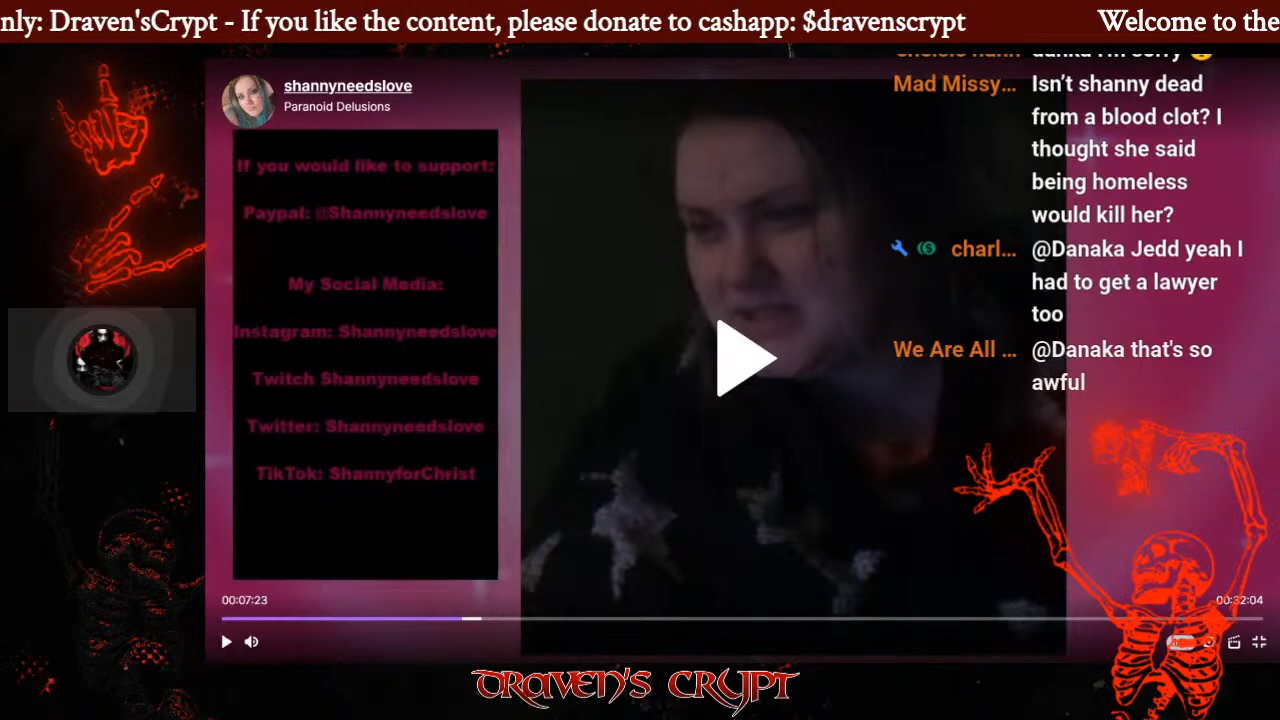 nly: Draven'sCrypt - If you like the content, please donate to cashapp: $dravenscrypt
Welcome to the
shannyneedslove
Paranoid Delusions
If you would like to support:
Paypal: @Shannyneedslove
My Social Media:
Instagram: Shannyneedslove
Twitch Shannyneedslove
Twitter: Shannyneedslove
TikTok: ShannyforChrist
Mad Missy… Isn't shanny dead
from a blood clot? I
thought she said
being homeless
would kill her?
charl… @Danaka Jedd yeah I
had to get a lawyer
too
We Are All … @Danaka that's so
awful
00:07:23
00:32:04
DRAVEN'S CRYPT